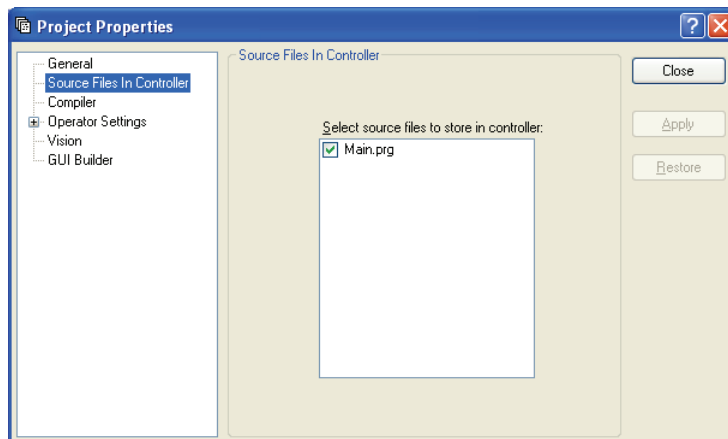 Project Properties
General
Source Files In Controller
Compiler
Operator Settings
Vision
GUI Builder
Source Files In Controller
Select source files to store in controller:
Main.prg
Close
Apply
Restore